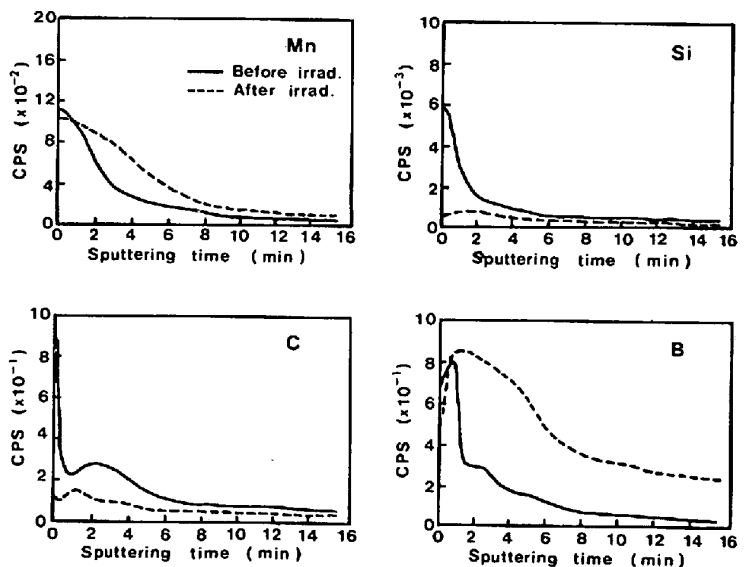 Mn
Before irrad.
After irrad.
CPS (×10⁻²)
20
16
12
8
4
0
0 2 4 6 8 10 12 14 16
Sputtering time (min)
Si
CPS (×10⁻³)
10
8
6
4
2
0
0 2 4 6 8 10 12 14 16
Sputtering time (min)
C
CPS (×10⁻¹)
10
8
6
4
2
0
0 2 4 6 8 10 12 14 16
Sputtering time (min)
B
CPS (×10⁻¹)
10
8
6
4
2
0
0 2 4 6 8 10 12 14 16
Sputtering time (min)